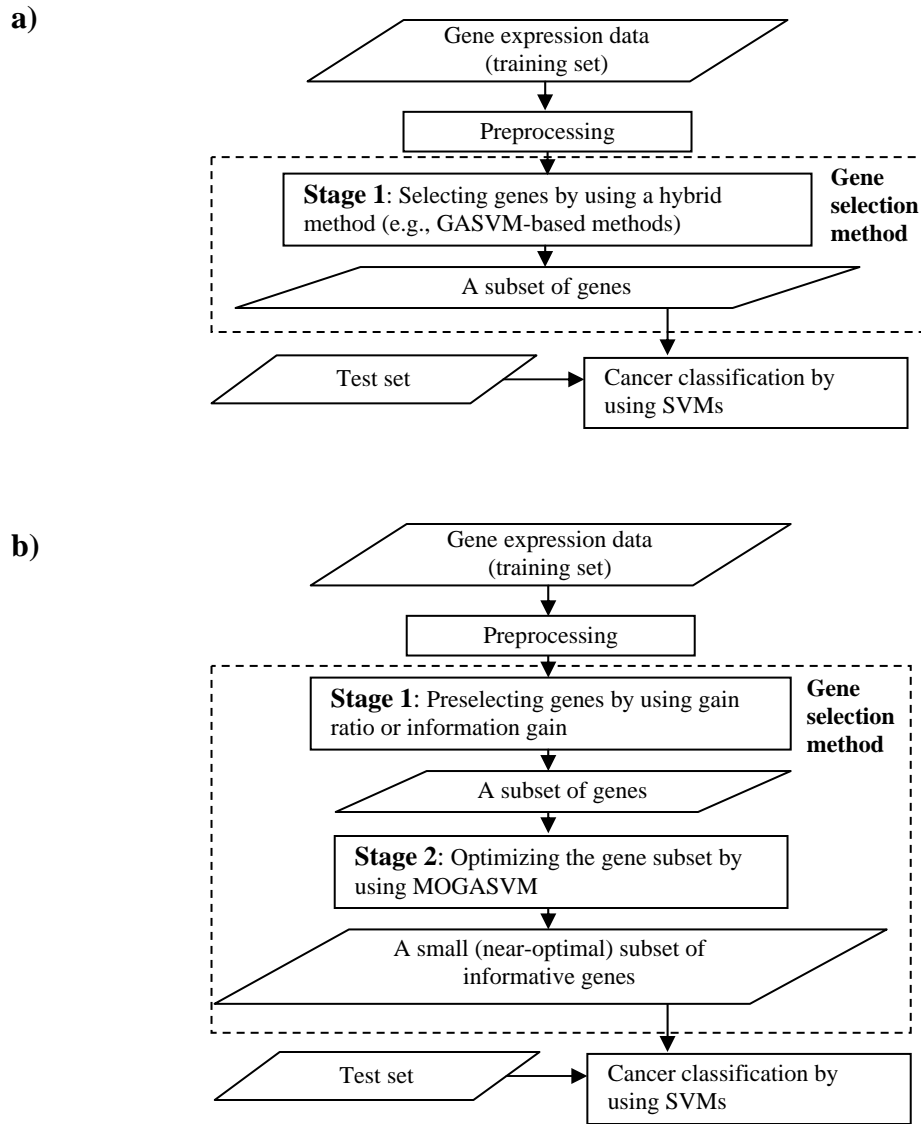 a)
Gene expression data
(training set)
Preprocessing
Stage 1: Selecting genes by using a hybrid
method (e.g., GASVM-based methods)
Gene
selection
method
A subset of genes
Test set
Cancer classification by
using SVMs
b)
Gene expression data
(training set)
Preprocessing
Stage 1: Preselecting genes by using gain
ratio or information gain
Gene
selection
method
A subset of genes
Stage 2: Optimizing the gene subset by
using MOGASVM
A small (near-optimal) subset of
informative genes
Test set
Cancer classification by
using SVMs